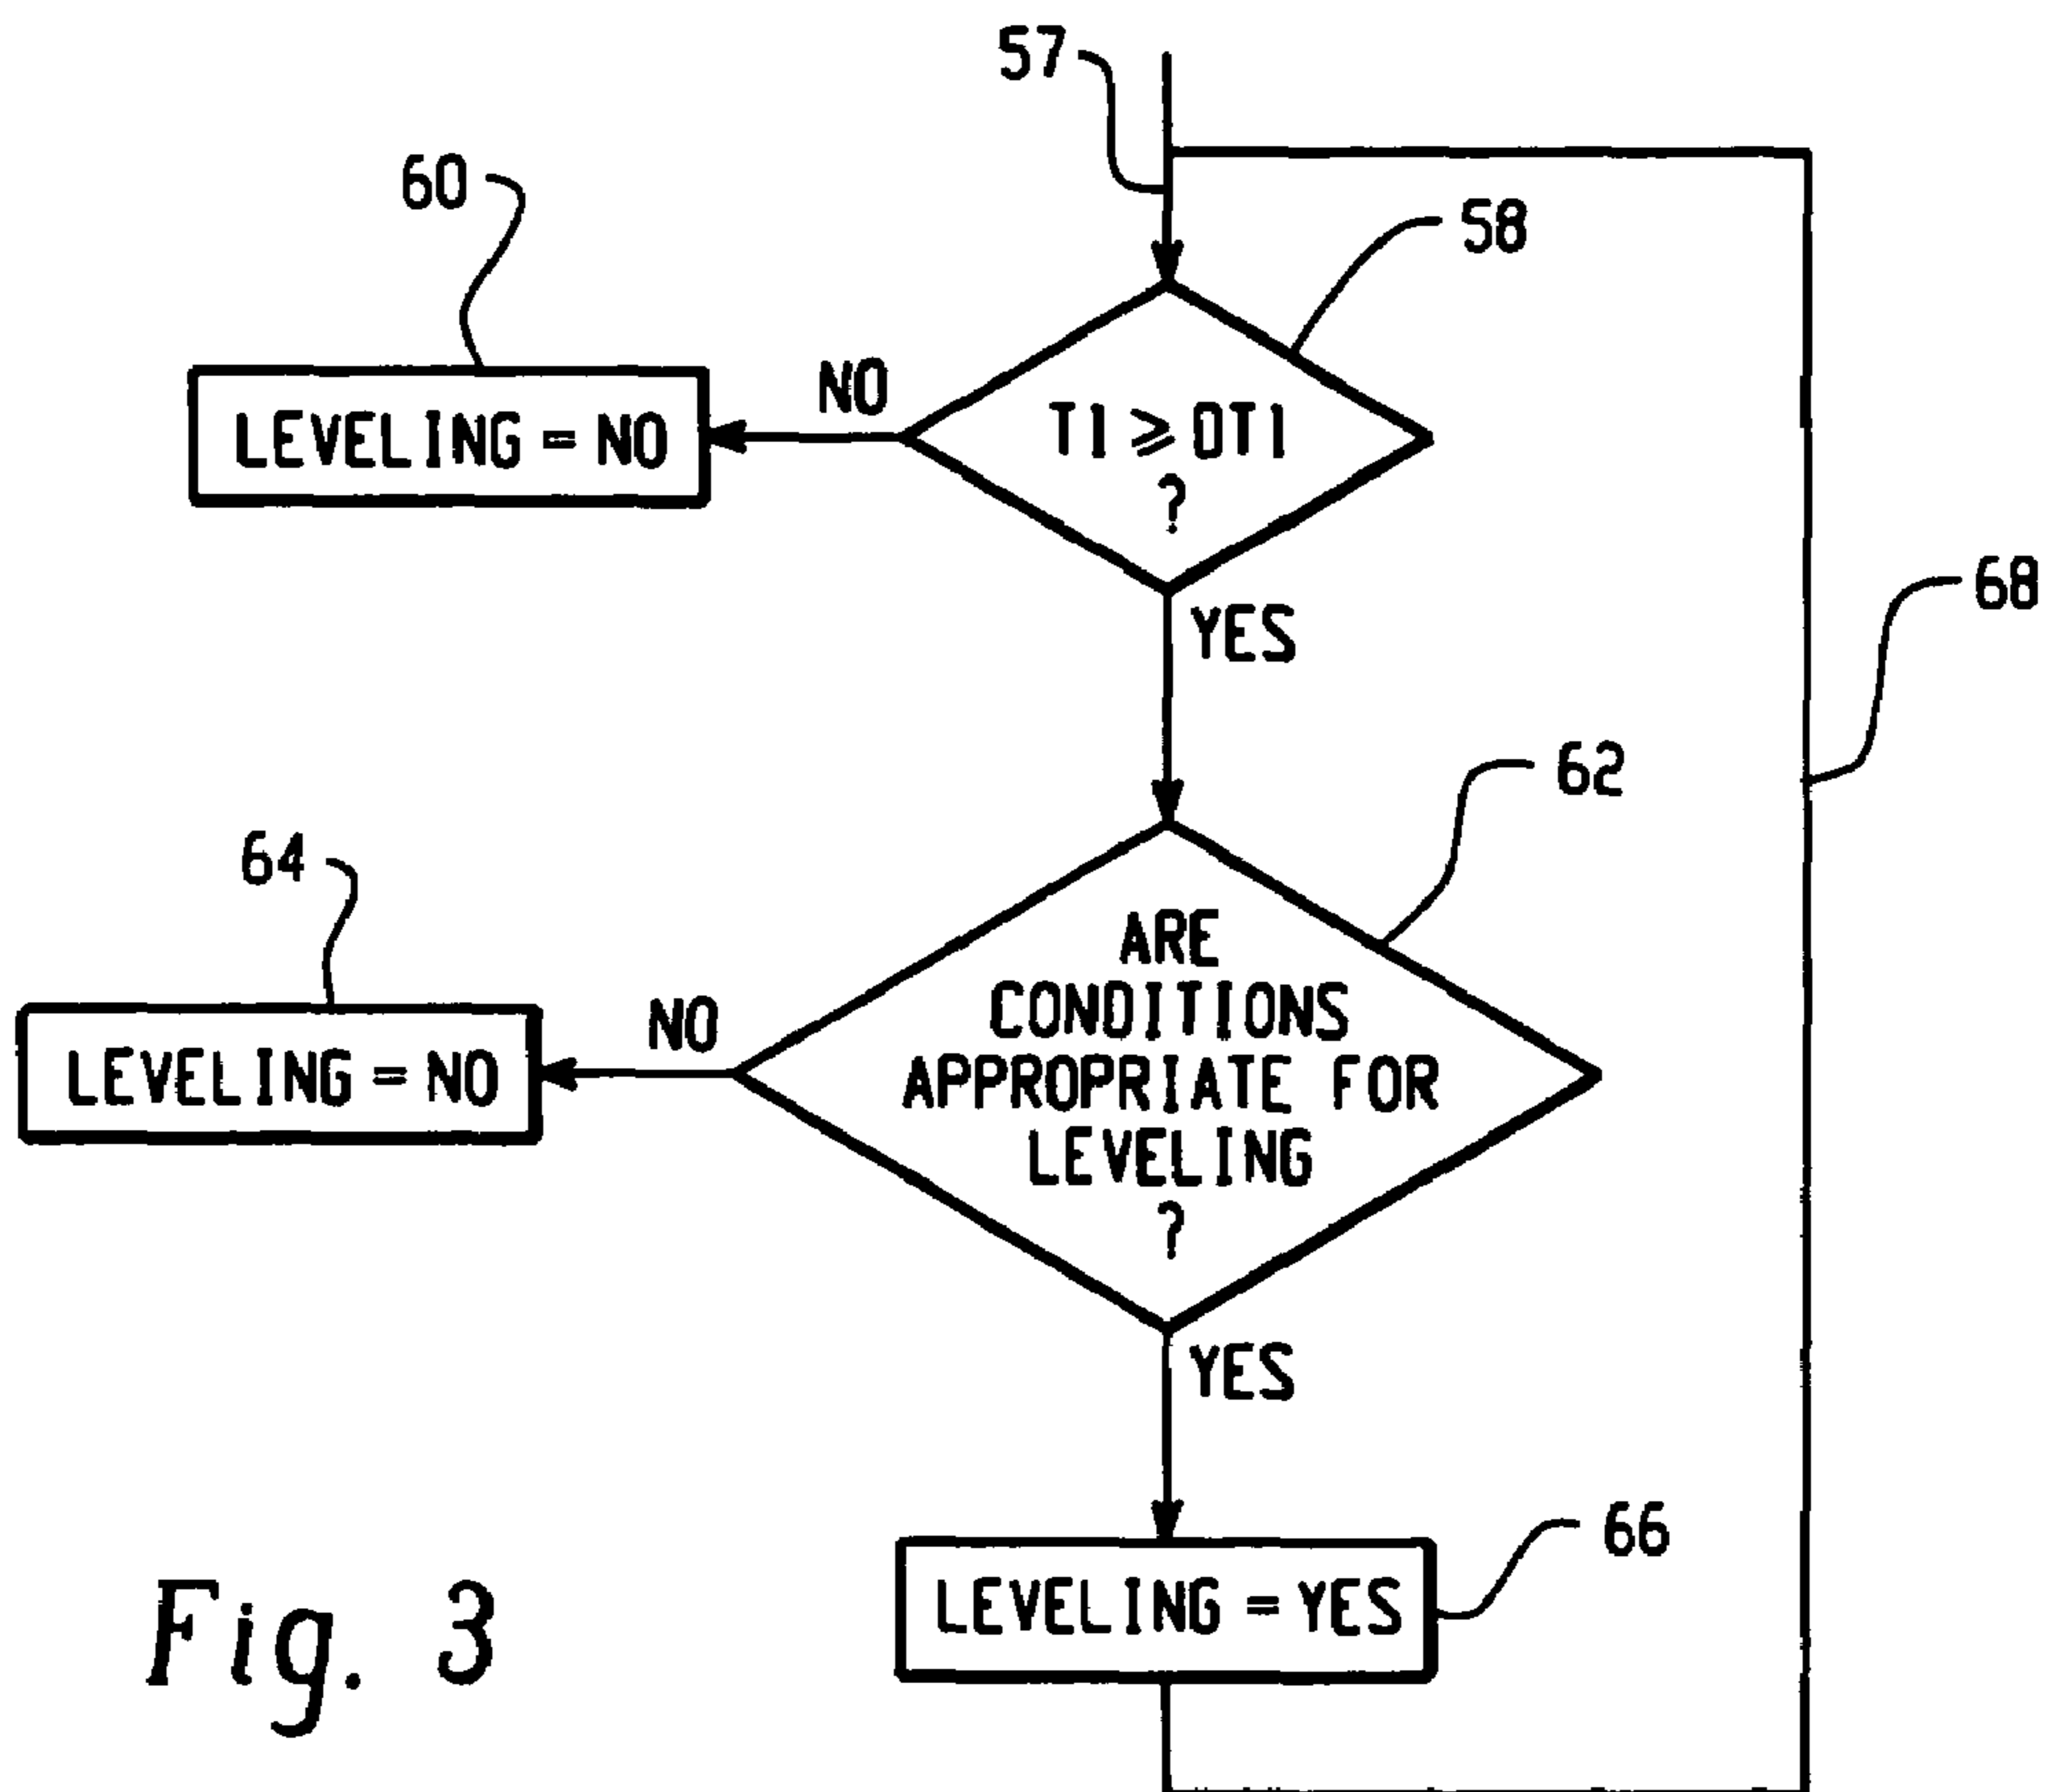 57
60
58
NO
LEVELING = NO
T1 ⩾ DT1
?
YES
68
62
64
ARE
CONDITIONS
NO
APPROPRIATE FOR
LEVELING = NO
LEVELING
?
YES
66
LEVELING = YES
Fig. 3